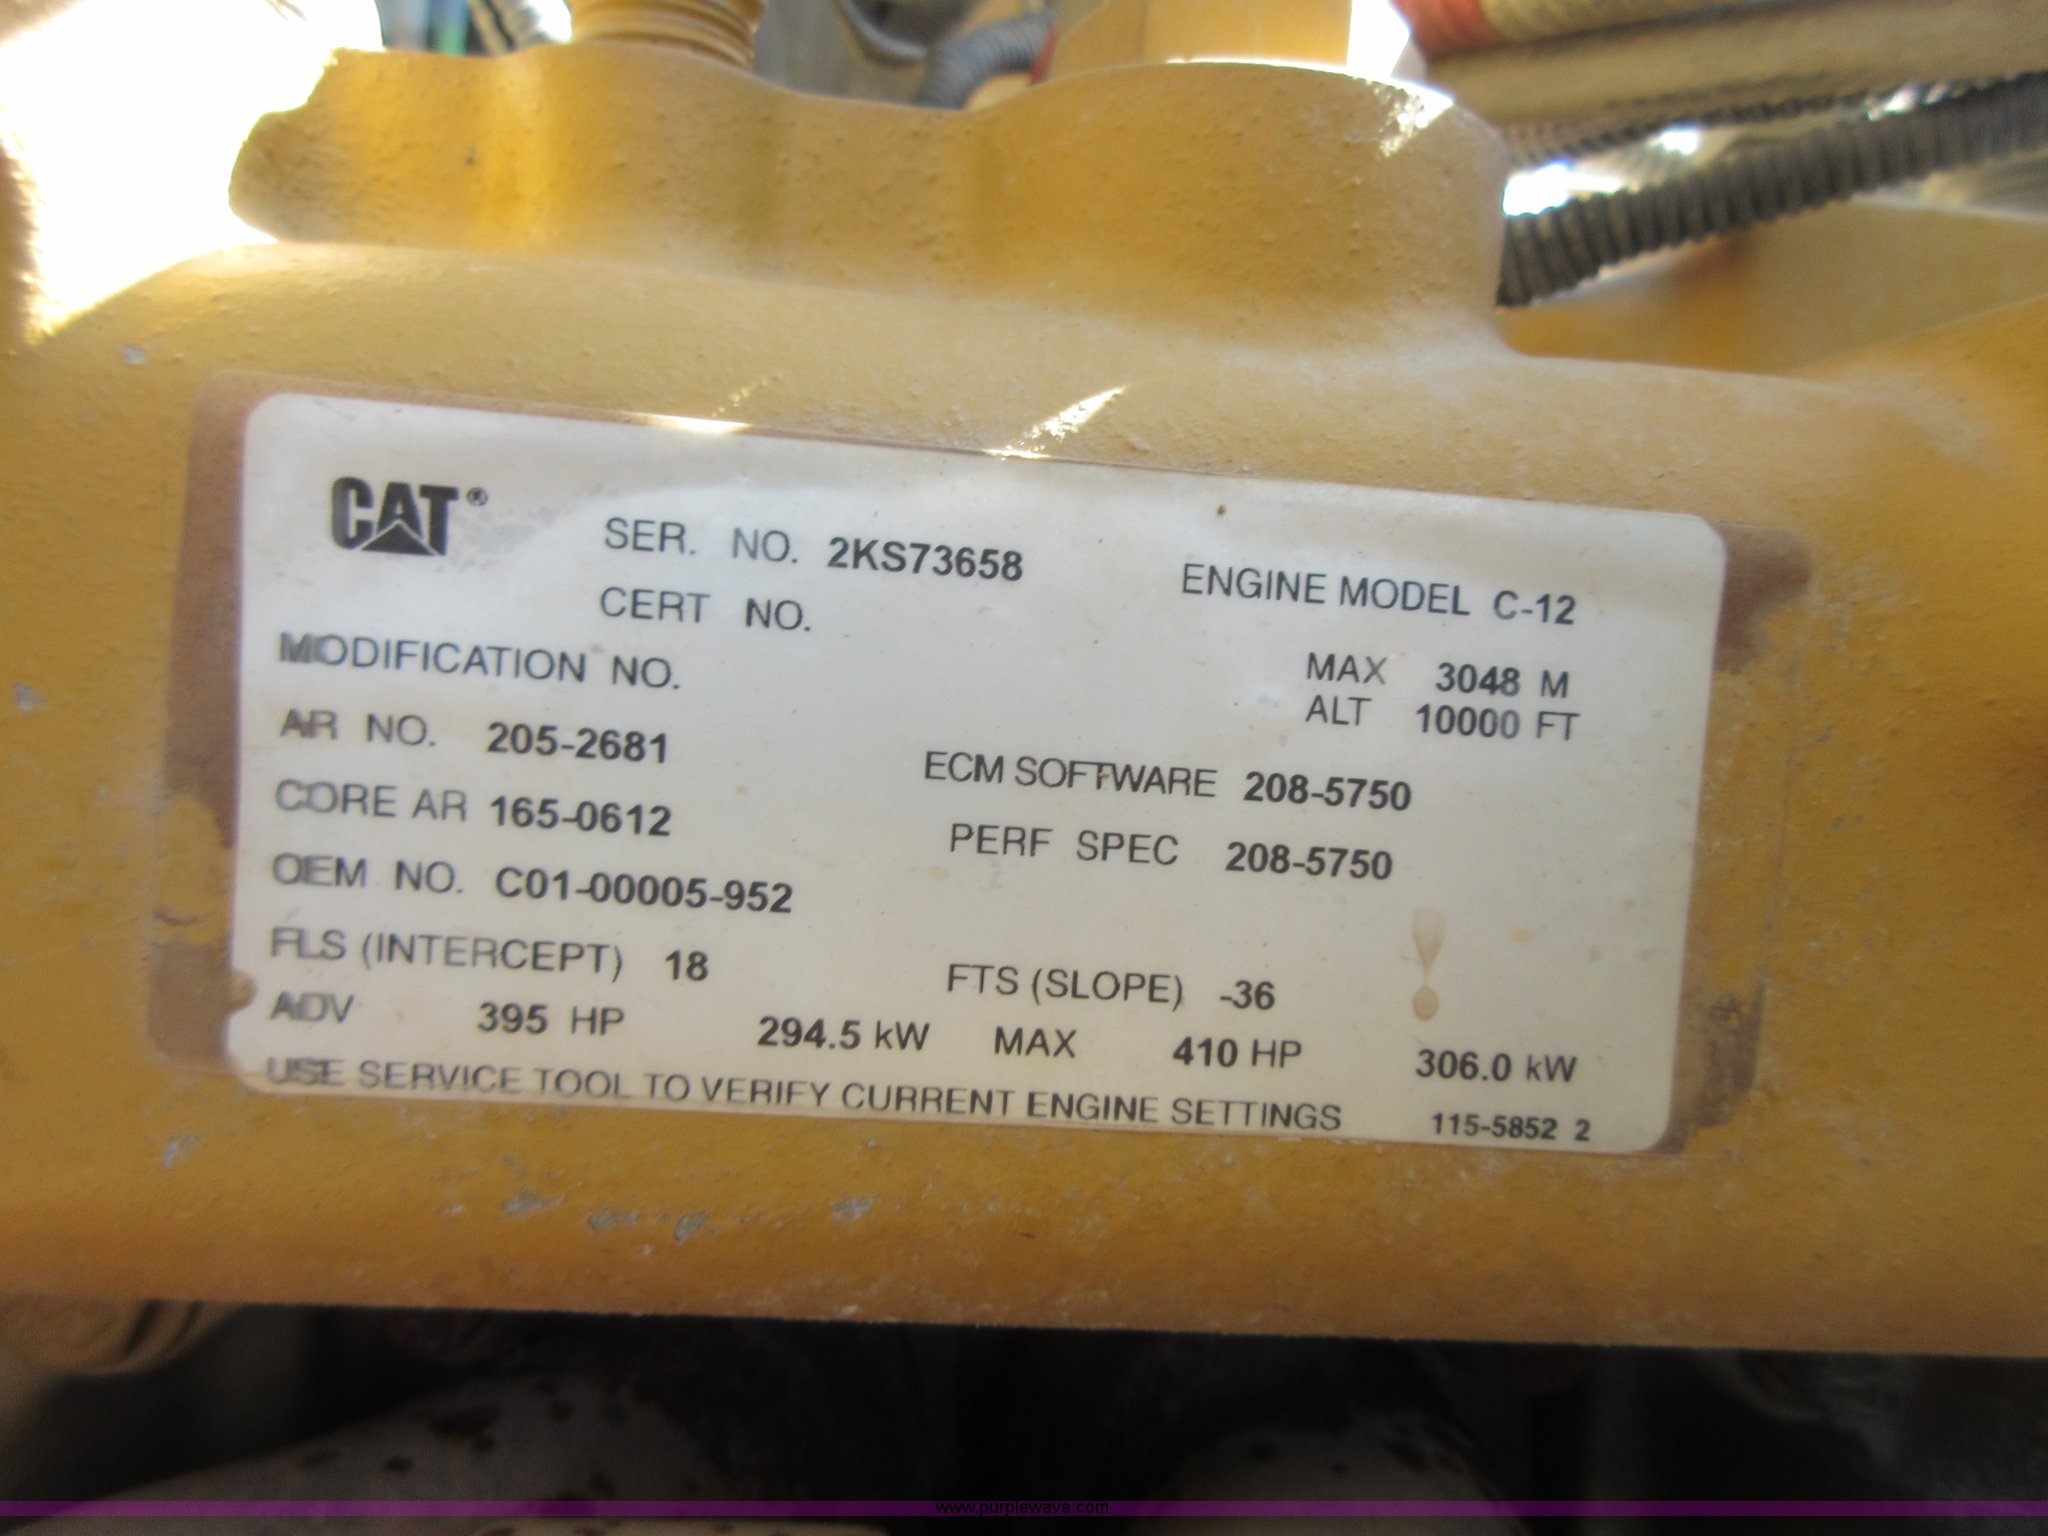 CAT®
SER. NO. 2KS73658 ENGINE MODEL C-12
CERT NO.
MODIFICATION NO. MAX 3048 M
ALT 10000 FT
AR NO. 205-2681 ECM SOFTWARE 208-5750
CORE AR 165-0612 PERF SPEC 208-5750
OEM NO. C01-00005-952
FLS (INTERCEPT) 18 FTS (SLOPE) -36
ADV 395 HP 294.5 kW MAX 410 HP 306.0 kW
USE SERVICE TOOL TO VERIFY CURRENT ENGINE SETTINGS 115-5852 2
www.purplewave.com